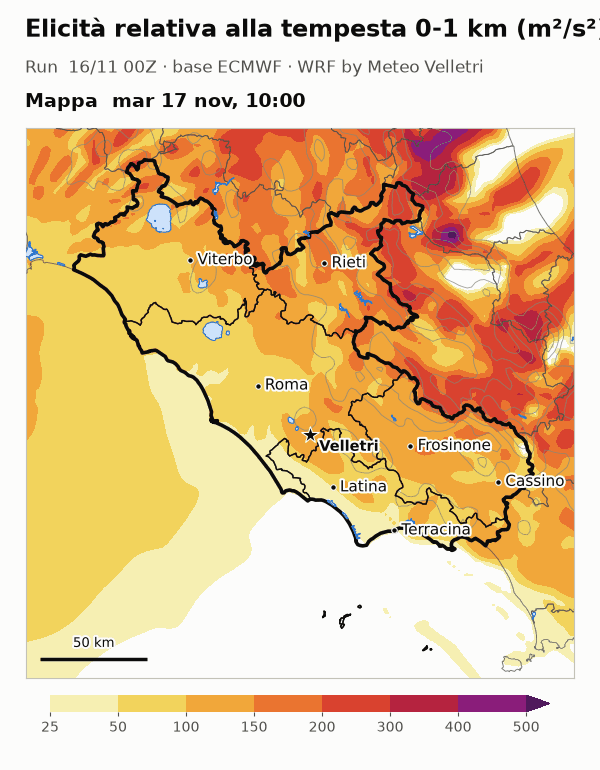 Elicità relativa alla tempesta 0-1 km (m²/s²)
Run 16/11 00Z · base ECMWF · WRF by Meteo Velletri
Mappa mar 17 nov, 10:00
Viterbo
Rieti
Roma
Velletri
Frosinone
Cassino
Latina
Terracina
50 km
25 50 100 150 200 300 400 500